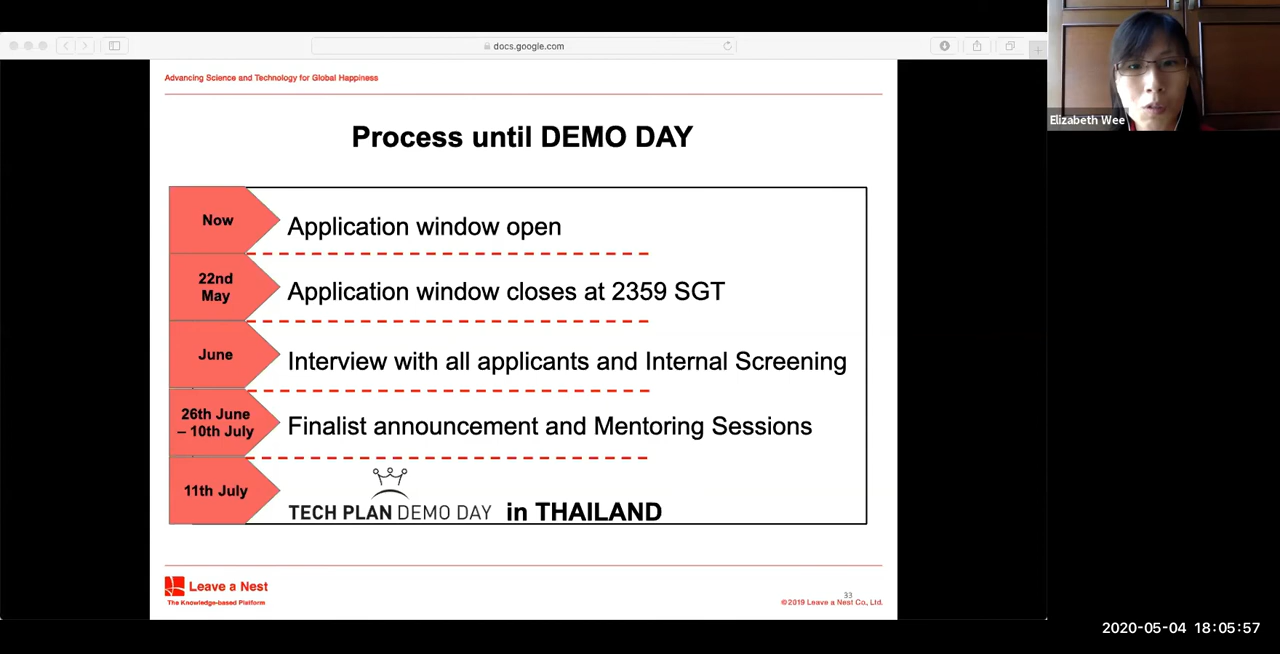 docs.google.com
Advancing Science and Technology for Global Happiness
Elizabeth Wee
Process until DEMO DAY
Now
Application window open
22nd
May
Application window closes at 2359 SGT
June
Interview with all applicants and Internal Screening
26th June
– 10th July
Finalist announcement and Mentoring Sessions
11th July
TECH PLAN DEMO DAY in THAILAND
Leave a Nest
The Knowledge-based Platform
33
©2019 Leave a Nest Co., Ltd.
2020-05-04 18:05:57